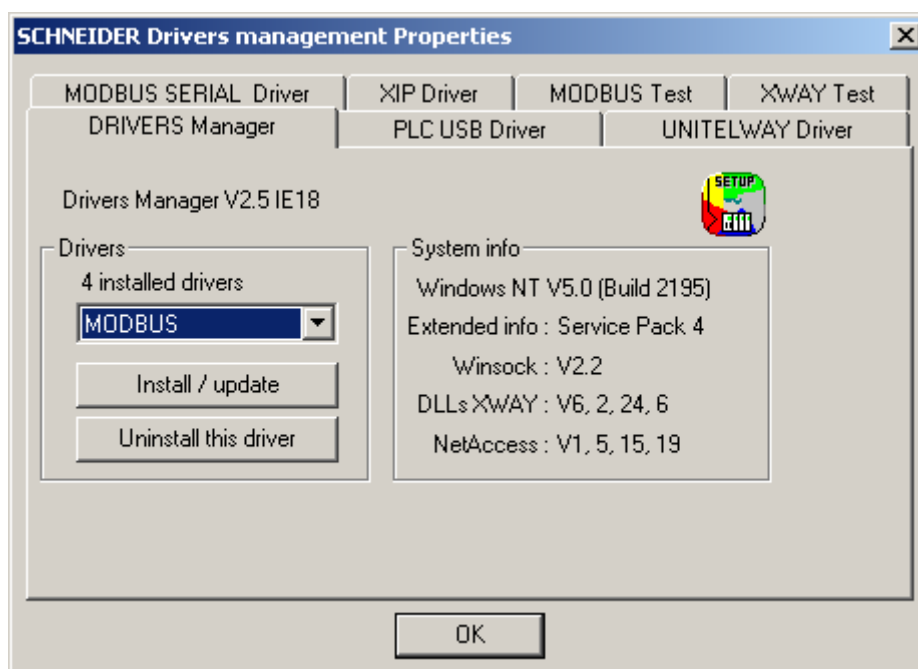 SCHNEIDER Drivers management Properties
MODBUS SERIAL Driver
XIP Driver
MODBUS Test
XWAY Test
DRIVERS Manager
PLC USB Driver
UNITELWAY Driver
Drivers Manager V2.5 IE18
SETUP
Drivers
4 installed drivers
MODBUS
Install / update
Uninstall this driver
System info
Windows NT V5.0 (Build 2195)
Extended info : Service Pack 4
Winsock : V2.2
DLLs XWAY : V6, 2, 24, 6
NetAccess : V1, 5, 15, 19
OK